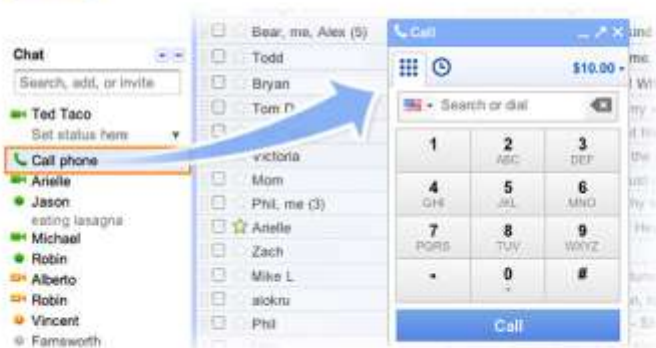 Chat
Search, add, or invite
Ted Taco
Set status here
Call phone
Arielle
Jason
eating lasagna
Michael
Robin
Alberto
Robin
Vincent
Farnsworth
Bear, me, Alex (5)
Todd
Bryan
Tom
Victoria
Mom
Phil, me (3)
Arielle
Zach
Mike L
Phil
Call
$10.00
Search or dial
1
2 ABC
3 DEF
4 GHI
5 JKL
6 MNO
7 PQRS
8 TUV
9 WXYZ
0
#
Call